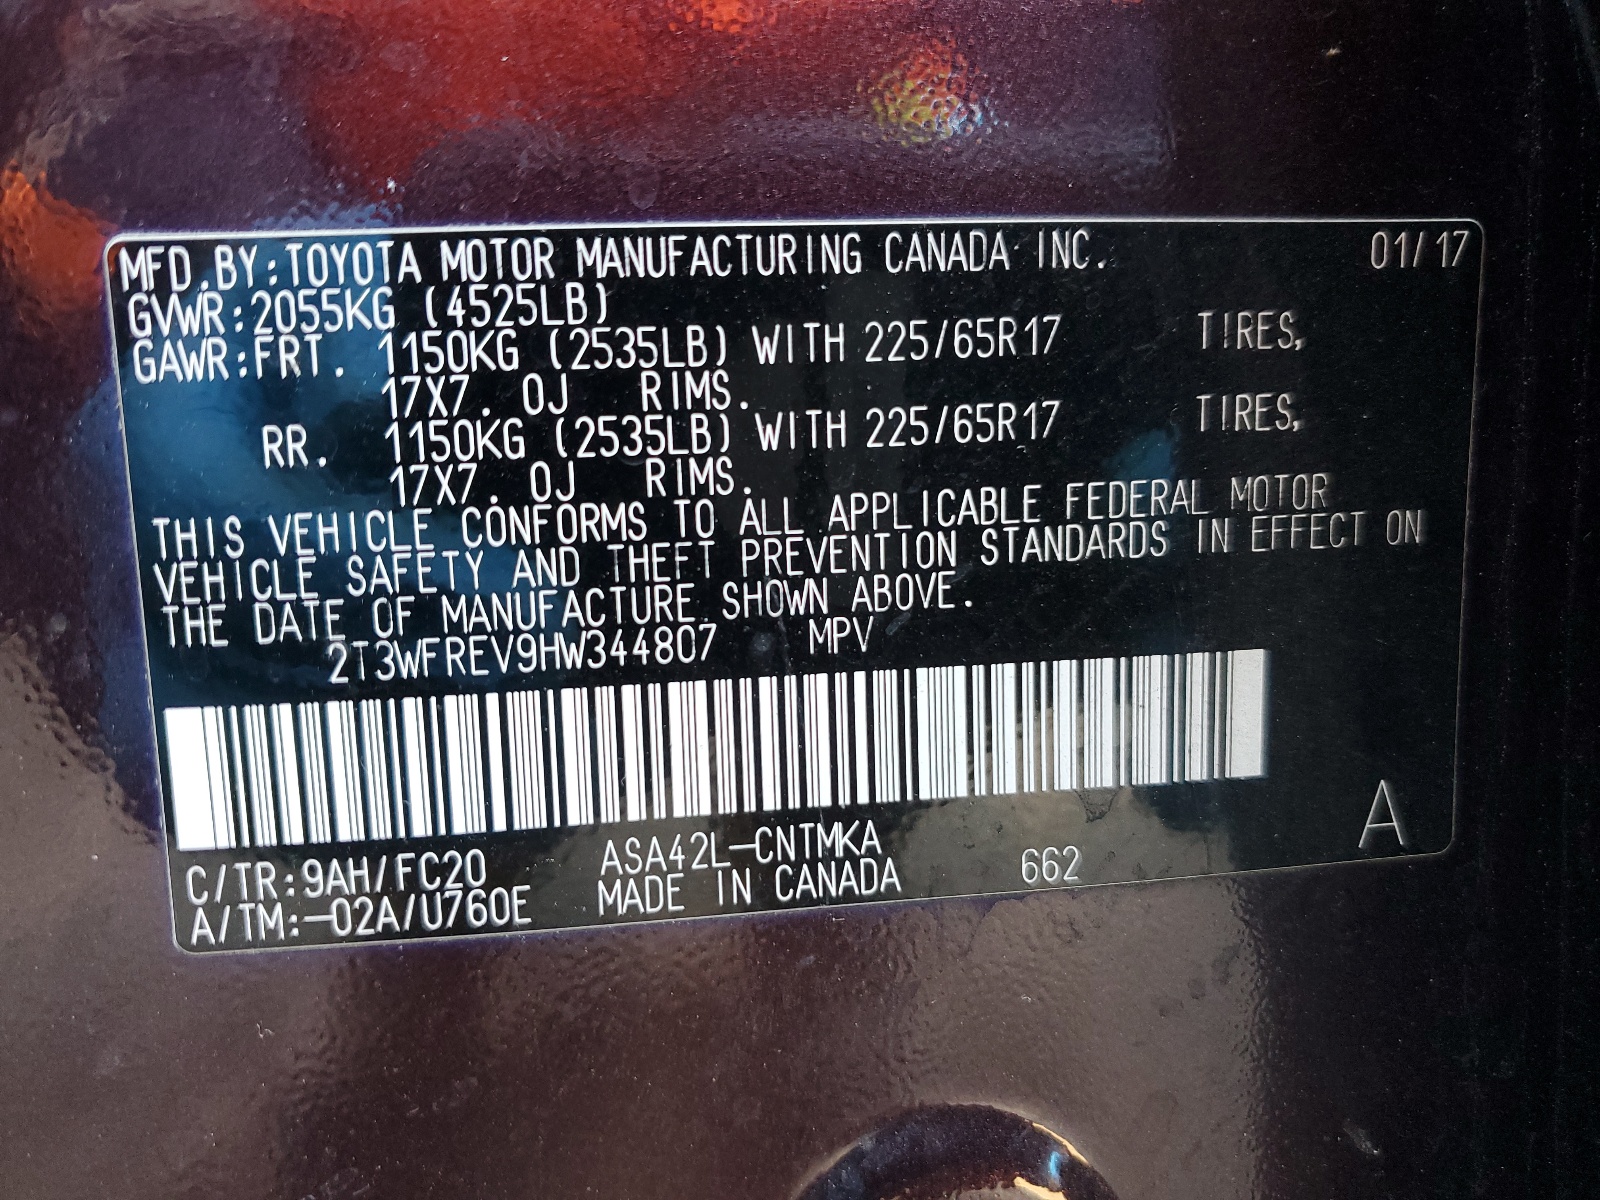 MFD.BY:TOYOTA MOTOR MANUFACTURING CANADA INC. 01/17
GVWR:2055KG (4525LB)
GAWR:FRT. 1150KG (2535LB) WITH 225/65R17 TIRES,
17X7.0J RIMS.
RR. 1150KG (2535LB) WITH 225/65R17 TIRES,
17X7.0J RIMS.
THIS VEHICLE CONFORMS TO ALL APPLICABLE FEDERAL MOTOR
VEHICLE SAFETY AND THEFT PREVENTION STANDARDS IN EFFECT ON
THE DATE OF MANUFACTURE SHOWN ABOVE.
2T3WFREV9HW344807 MPV
A
C/TR:9AH/FC20 ASA42L-CNTMKA 662
A/TM:-02A/U760E MADE IN CANADA